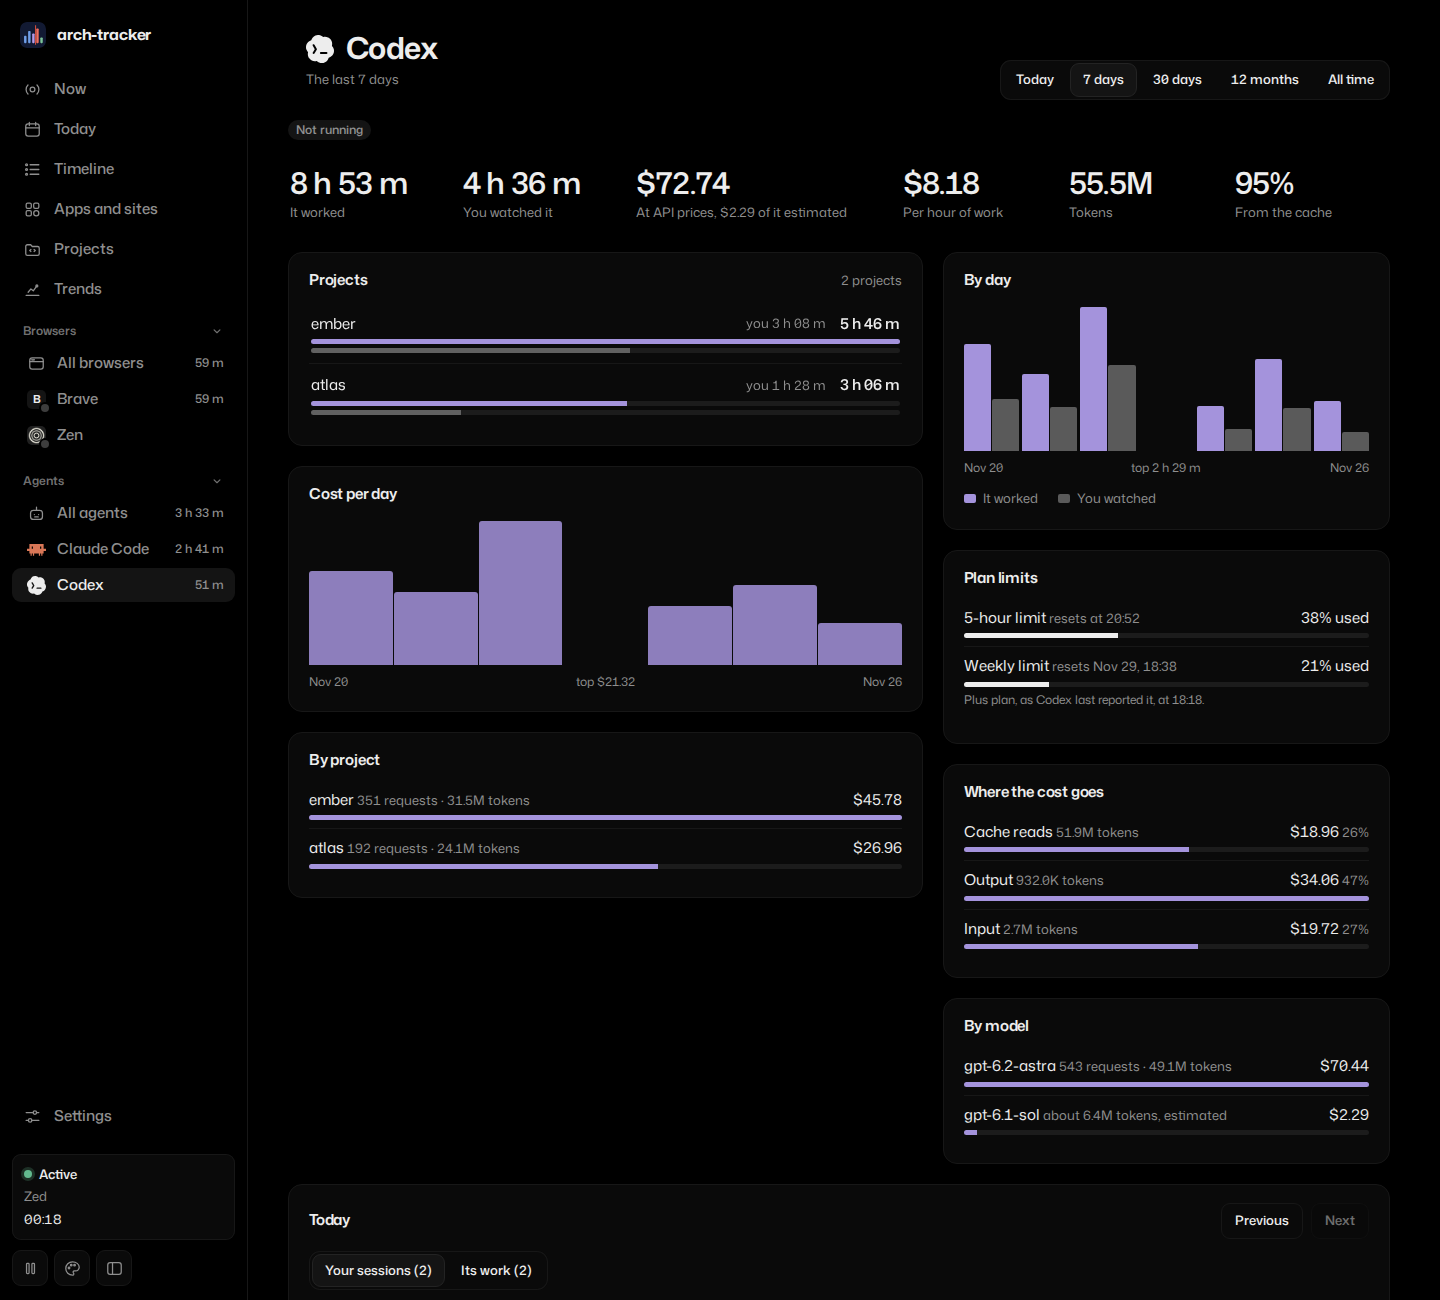 arch-tracker
Now
Today
Timeline
Apps and sites
Projects
Trends
Browsers
All browsers 59 m
B Brave 59 m
Zen
Agents
All agents 3 h 33 m
Claude Code 2 h 41 m
Codex 51 m
Settings
Active
Zed
00:18
Codex
The last 7 days
Today 7 days 30 days 12 months All time
Not running
8 h 53 m 4 h 36 m $72.74 $8.18 55.5M 95%
It worked You watched it At API prices, $2.29 of it estimated Per hour of work Tokens From the cache
Projects 2 projects
ember you 3 h 08 m 5 h 46 m
atlas you 1 h 28 m 3 h 06 m
Cost per day
Nov 20 top $21.32 Nov 26
By project
ember 351 requests · 31.5M tokens $45.78
atlas 192 requests · 24.1M tokens $26.96
By day
Nov 20 top 2 h 29 m Nov 26
It worked You watched
Plan limits
5-hour limit resets at 20:52 38% used
Weekly limit resets Nov 29, 18:38 21% used
Plus plan, as Codex last reported it, at 18:18.
Where the cost goes
Cache reads 51.9M tokens $18.96 26%
Output 932.0K tokens $34.06 47%
Input 2.7M tokens $19.72 27%
By model
gpt-6.2-astra 543 requests · 49.1M tokens $70.44
gpt-6.1-sol about 6.4M tokens, estimated $2.29
Today Previous Next
Your sessions (2) Its work (2)